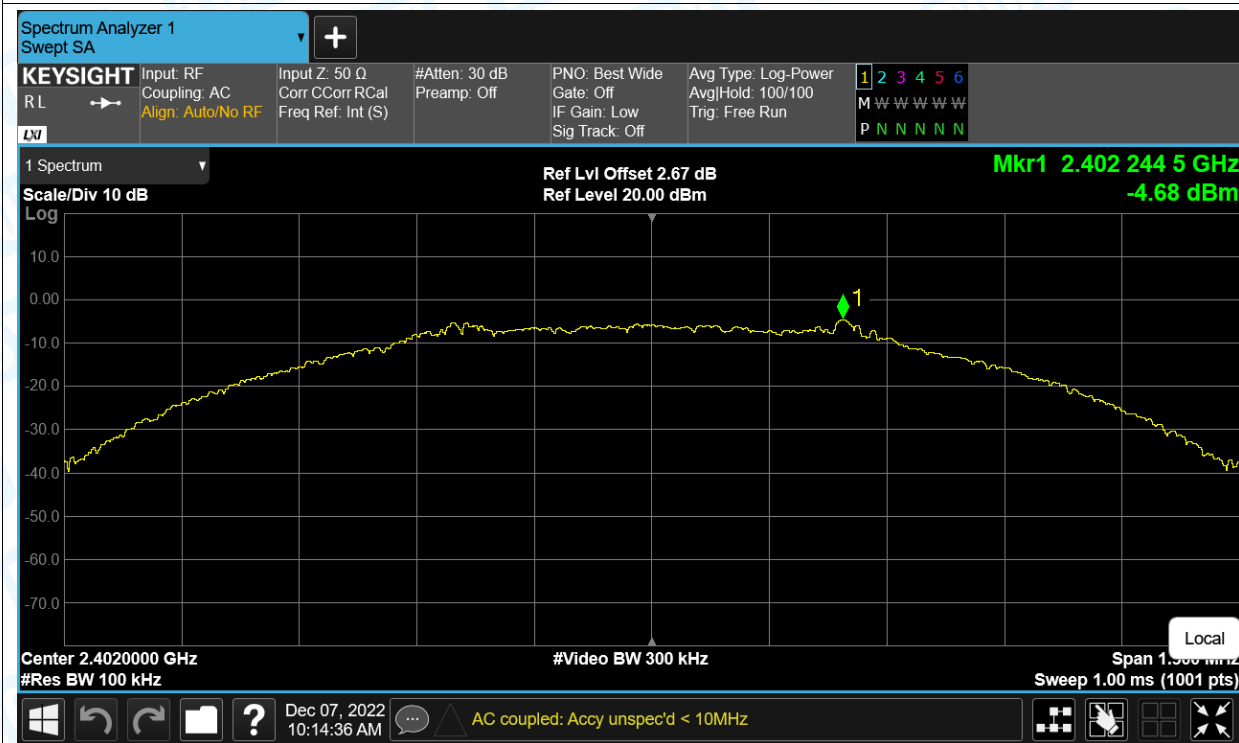 Spectrum Analyzer 1
Swept SA
KEYSIGHT
R L
LXI
Input: RF
Coupling: AC
Align: Auto/No RF
Input Z: 50 Ω
Corr CCorr RCal
Freq Ref: Int (S)
#Atten: 30 dB
Preamp: Off
PNO: Best Wide
Gate: Off
IF Gain: Low
Sig Track: Off
Avg Type: Log-Power
Avg|Hold: 100/100
Trig: Free Run
1 2 3 4 5 6
M W W W W W
P N N N N N
1 Spectrum
Scale/Div 10 dB
Log
Ref Lvl Offset 2.67 dB
Ref Level 20.00 dBm
Mkr1 2.402 244 5 GHz
-4.68 dBm
10.0
0.00
-10.0
-20.0
-30.0
-40.0
-50.0
-60.0
-70.0
1
Local
Center 2.4020000 GHz
#Video BW 300 kHz
Span 1.500 MHz
#Res BW 100 kHz
Sweep 1.00 ms (1001 pts)
?
Dec 07, 2022
10:14:36 AM
AC coupled: Accy unspec'd < 10MHz